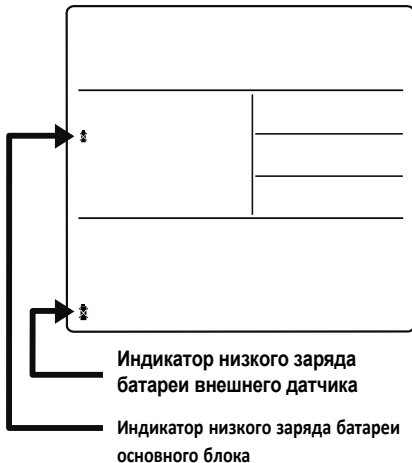 Индикатор низкого заряда
батареи внешнего датчика
Индикатор низкого заряда батареи
основного блока